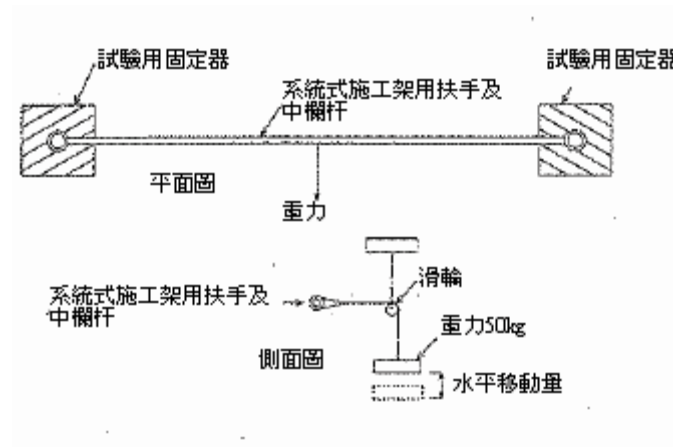 試驗用固定器
試驗用固定器
系統式施工架用扶手及
中欄杆
平面圖
重力
滑輪
系統式施工架用扶手及
中欄杆
重力50kg
側面圖
水平移動量